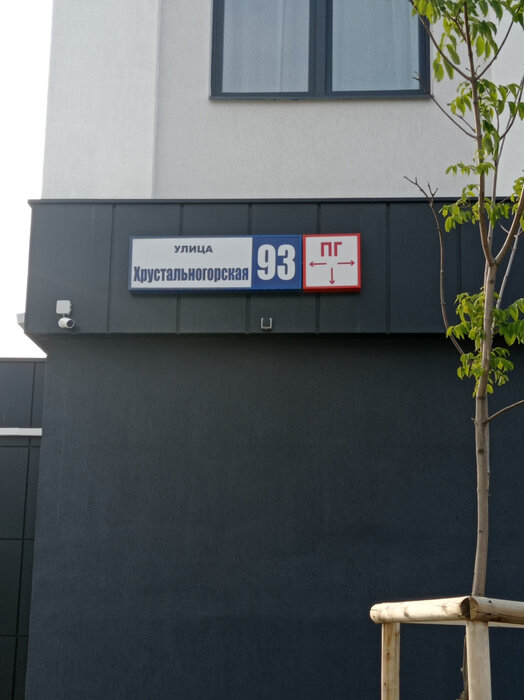 УЛИЦА
Хрустальногорская
93
ПГ